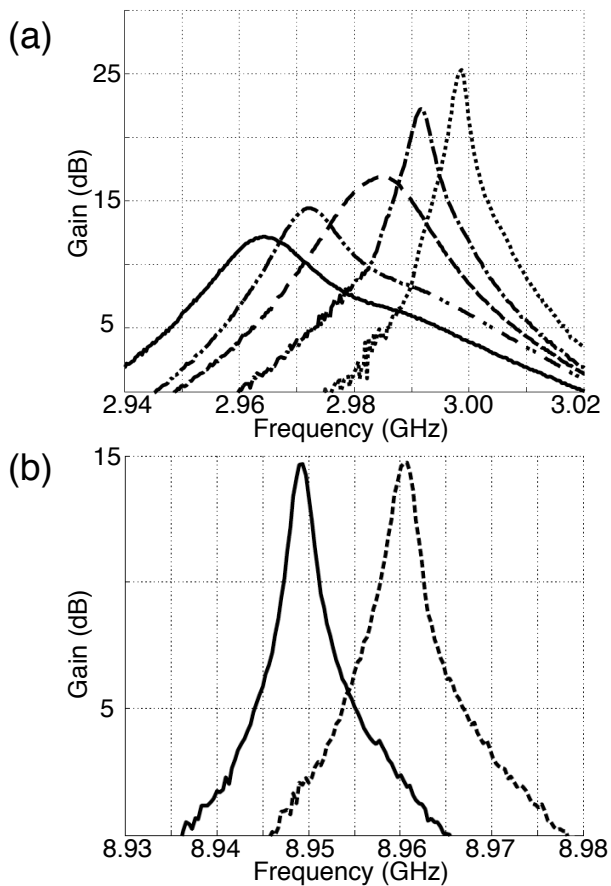 (a)
25
15
5
Gain (dB)
2.94 2.96 2.98 3.00 3.02
Frequency (GHz)
(b)
15
5
Gain (dB)
8.93 8.94 8.95 8.96 8.97 8.98
Frequency (GHz)